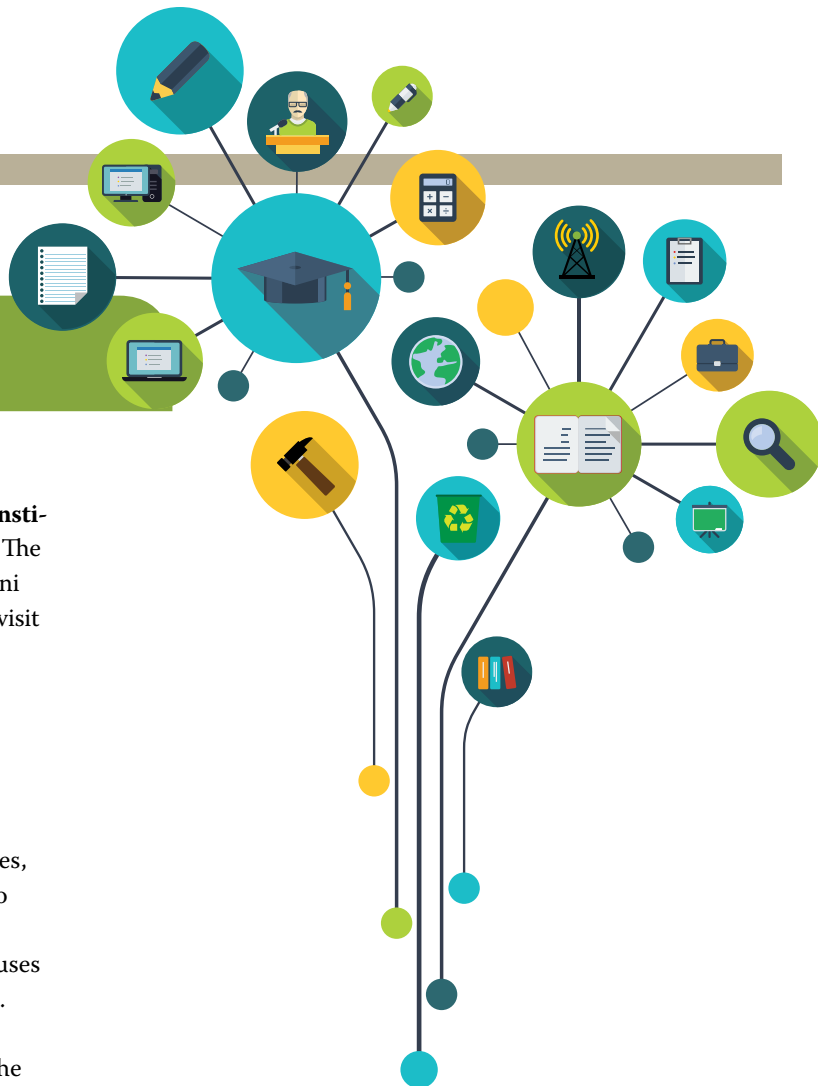 nsti-
The
ni
visit
es,
o
uses
.
he